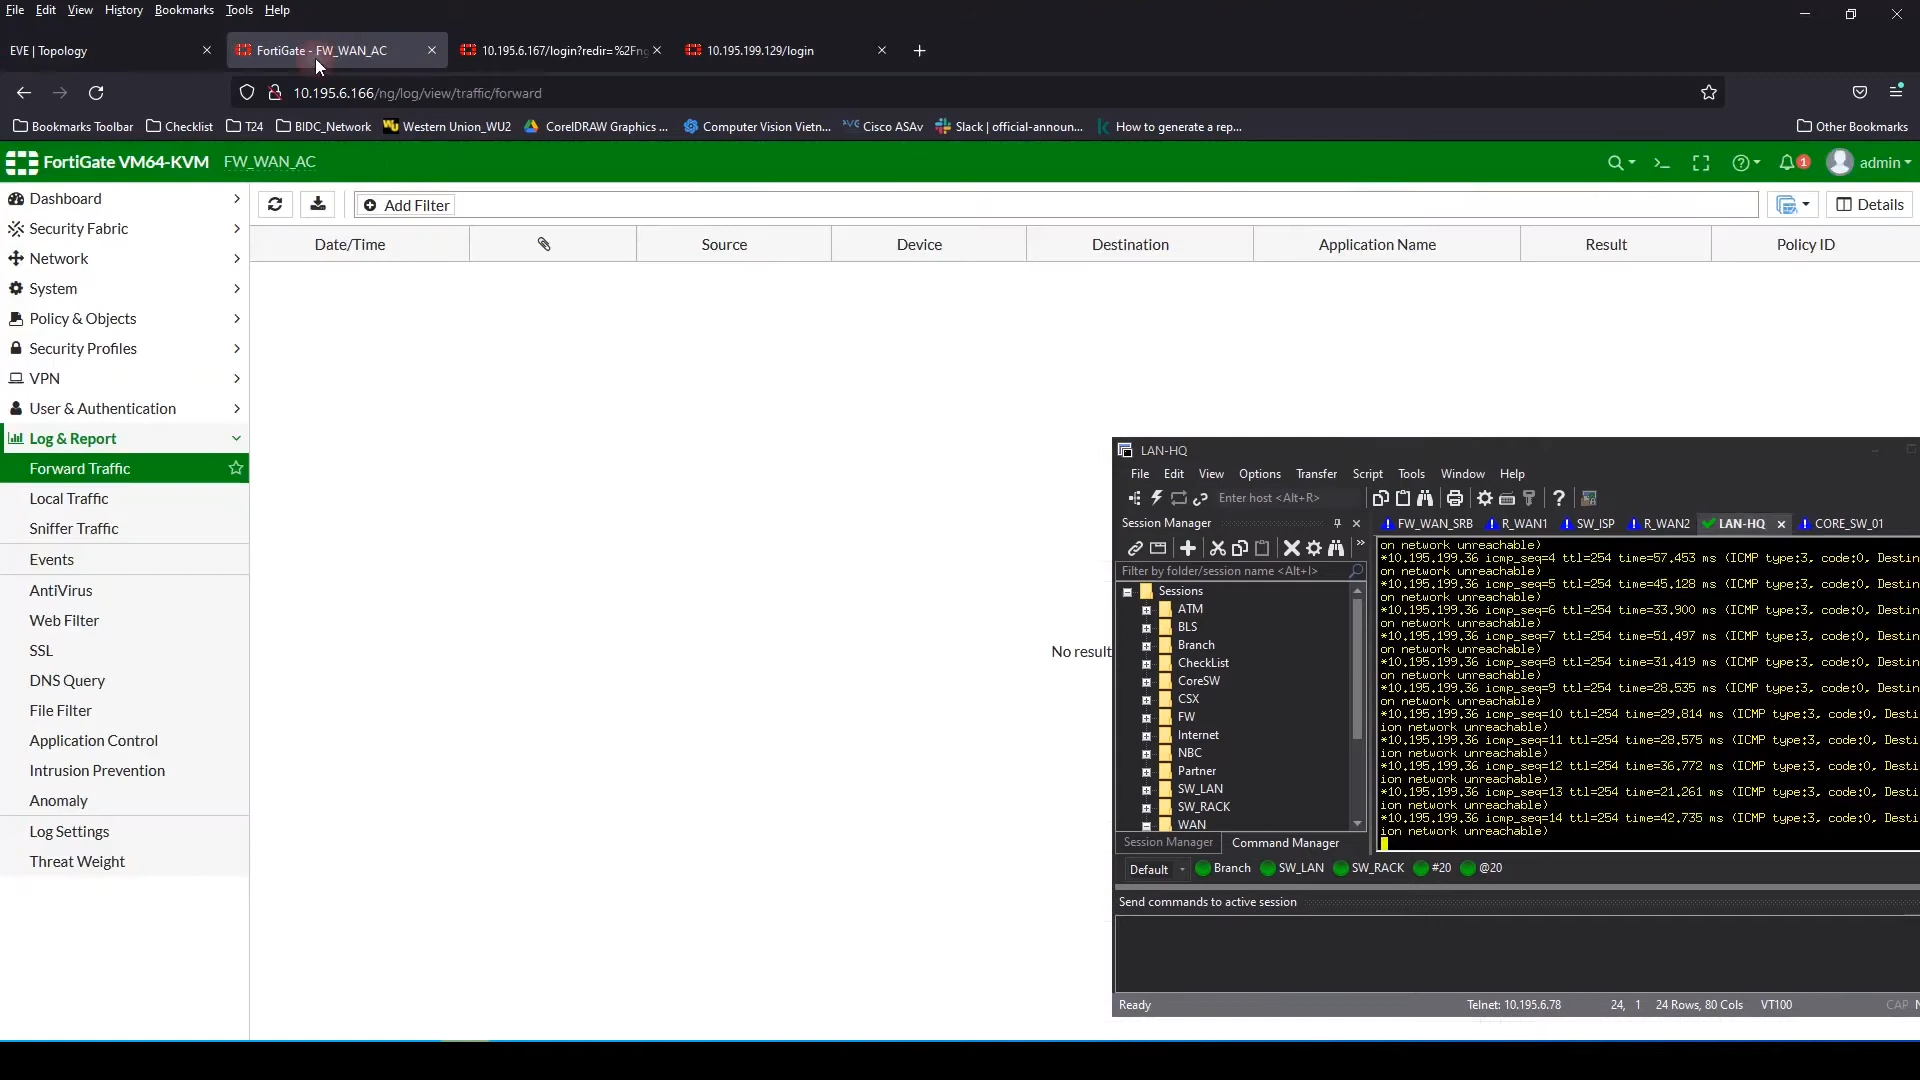 File Edit View History Bookmarks Tools Help
EVE | Topology
FortiGate - FW_WAN_AC
10.195.6.167/login?redir=%2Fng
10.195.199.129/login
10.195.6.166/ng/log/view/traffic/forward
Bookmarks Toolbar
Checklist
T24
BIDC_Network
Western Union_WU2
CorelDRAW Graphics ...
Computer Vision Vietn...
Cisco ASAv
Slack | official-announ...
How to generate a rep...
Other Bookmarks
FortiGate VM64-KVM FW_WAN_AC
1
admin
Dashboard
Security Fabric
Network
System
Policy & Objects
Security Profiles
VPN
User & Authentication
Log & Report
Forward Traffic
Local Traffic
Sniffer Traffic
Events
AntiVirus
Web Filter
SSL
DNS Query
File Filter
Application Control
Intrusion Prevention
Anomaly
Log Settings
Threat Weight
Add Filter
Details
Date/Time Source Device Destination Application Name Result Policy ID
No result
LAN-HQ
File Edit View Options Transfer Script Tools Window Help
Enter host <Alt+R>
Session Manager
Filter by folder/session name <Alt+I>
Sessions
ATM
BLS
Branch
CheckList
CoreSW
CSX
FW
Internet
NBC
Partner
SW_LAN
SW_RACK
WAN
Session Manager Command Manager
FW_WAN_SRB R_WAN1 SW_ISP R_WAN2 LAN-HQ CORE_SW_01
on network unreachable)
*10.195.199.36 icmp_seq=4 ttl=254 time=57.453 ms (ICMP type:3, code:0, Destin
on network unreachable)
*10.195.199.36 icmp_seq=5 ttl=254 time=45.128 ms (ICMP type:3, code:0, Destin
on network unreachable)
*10.195.199.36 icmp_seq=6 ttl=254 time=33.900 ms (ICMP type:3, code:0, Destin
on network unreachable)
*10.195.199.36 icmp_seq=7 ttl=254 time=51.497 ms (ICMP type:3, code:0, Destin
on network unreachable)
*10.195.199.36 icmp_seq=8 ttl=254 time=31.419 ms (ICMP type:3, code:0, Destin
on network unreachable)
*10.195.199.36 icmp_seq=9 ttl=254 time=28.535 ms (ICMP type:3, code:0, Destin
on network unreachable)
*10.195.199.36 icmp_seq=10 ttl=254 time=29.814 ms (ICMP type:3, code:0, Desti
ion network unreachable)
*10.195.199.36 icmp_seq=11 ttl=254 time=28.575 ms (ICMP type:3, code:0, Desti
ion network unreachable)
*10.195.199.36 icmp_seq=12 ttl=254 time=36.772 ms (ICMP type:3, code:0, Desti
ion network unreachable)
*10.195.199.36 icmp_seq=13 ttl=254 time=21.261 ms (ICMP type:3, code:0, Desti
ion network unreachable)
*10.195.199.36 icmp_seq=14 ttl=254 time=42.735 ms (ICMP type:3, code:0, Desti
ion network unreachable)
Default Branch SW_LAN SW_RACK #20 @20
Send commands to active session
Ready Telnet: 10.195.6.78 24, 1 24 Rows, 80 Cols VT100 CAP N